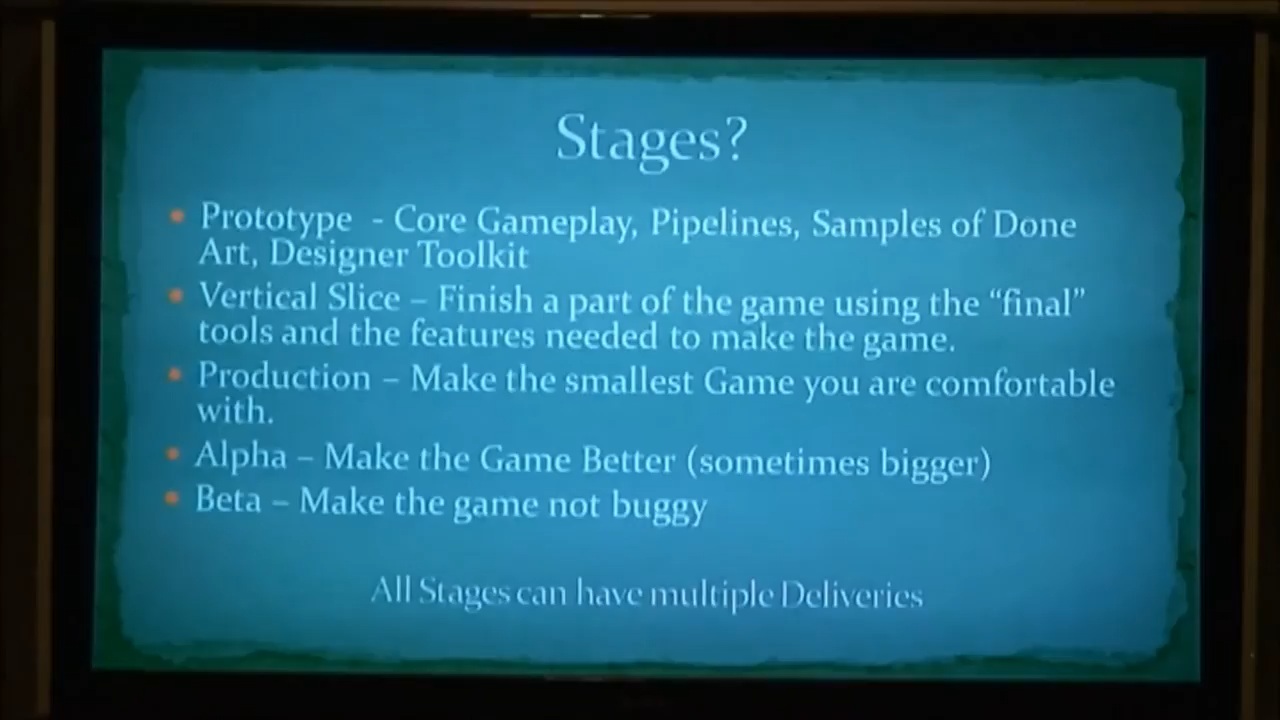 Stages?
• Prototype - Core Gameplay, Pipelines, Samples of Done
Art, Designer Toolkit
• Vertical Slice – Finish a part of the game using the “final”
tools and the features needed to make the game.
• Production – Make the smallest Game you are comfortable
with.
• Alpha – Make the Game Better (sometimes bigger)
• Beta – Make the game not buggy
All Stages can have multiple Deliveries